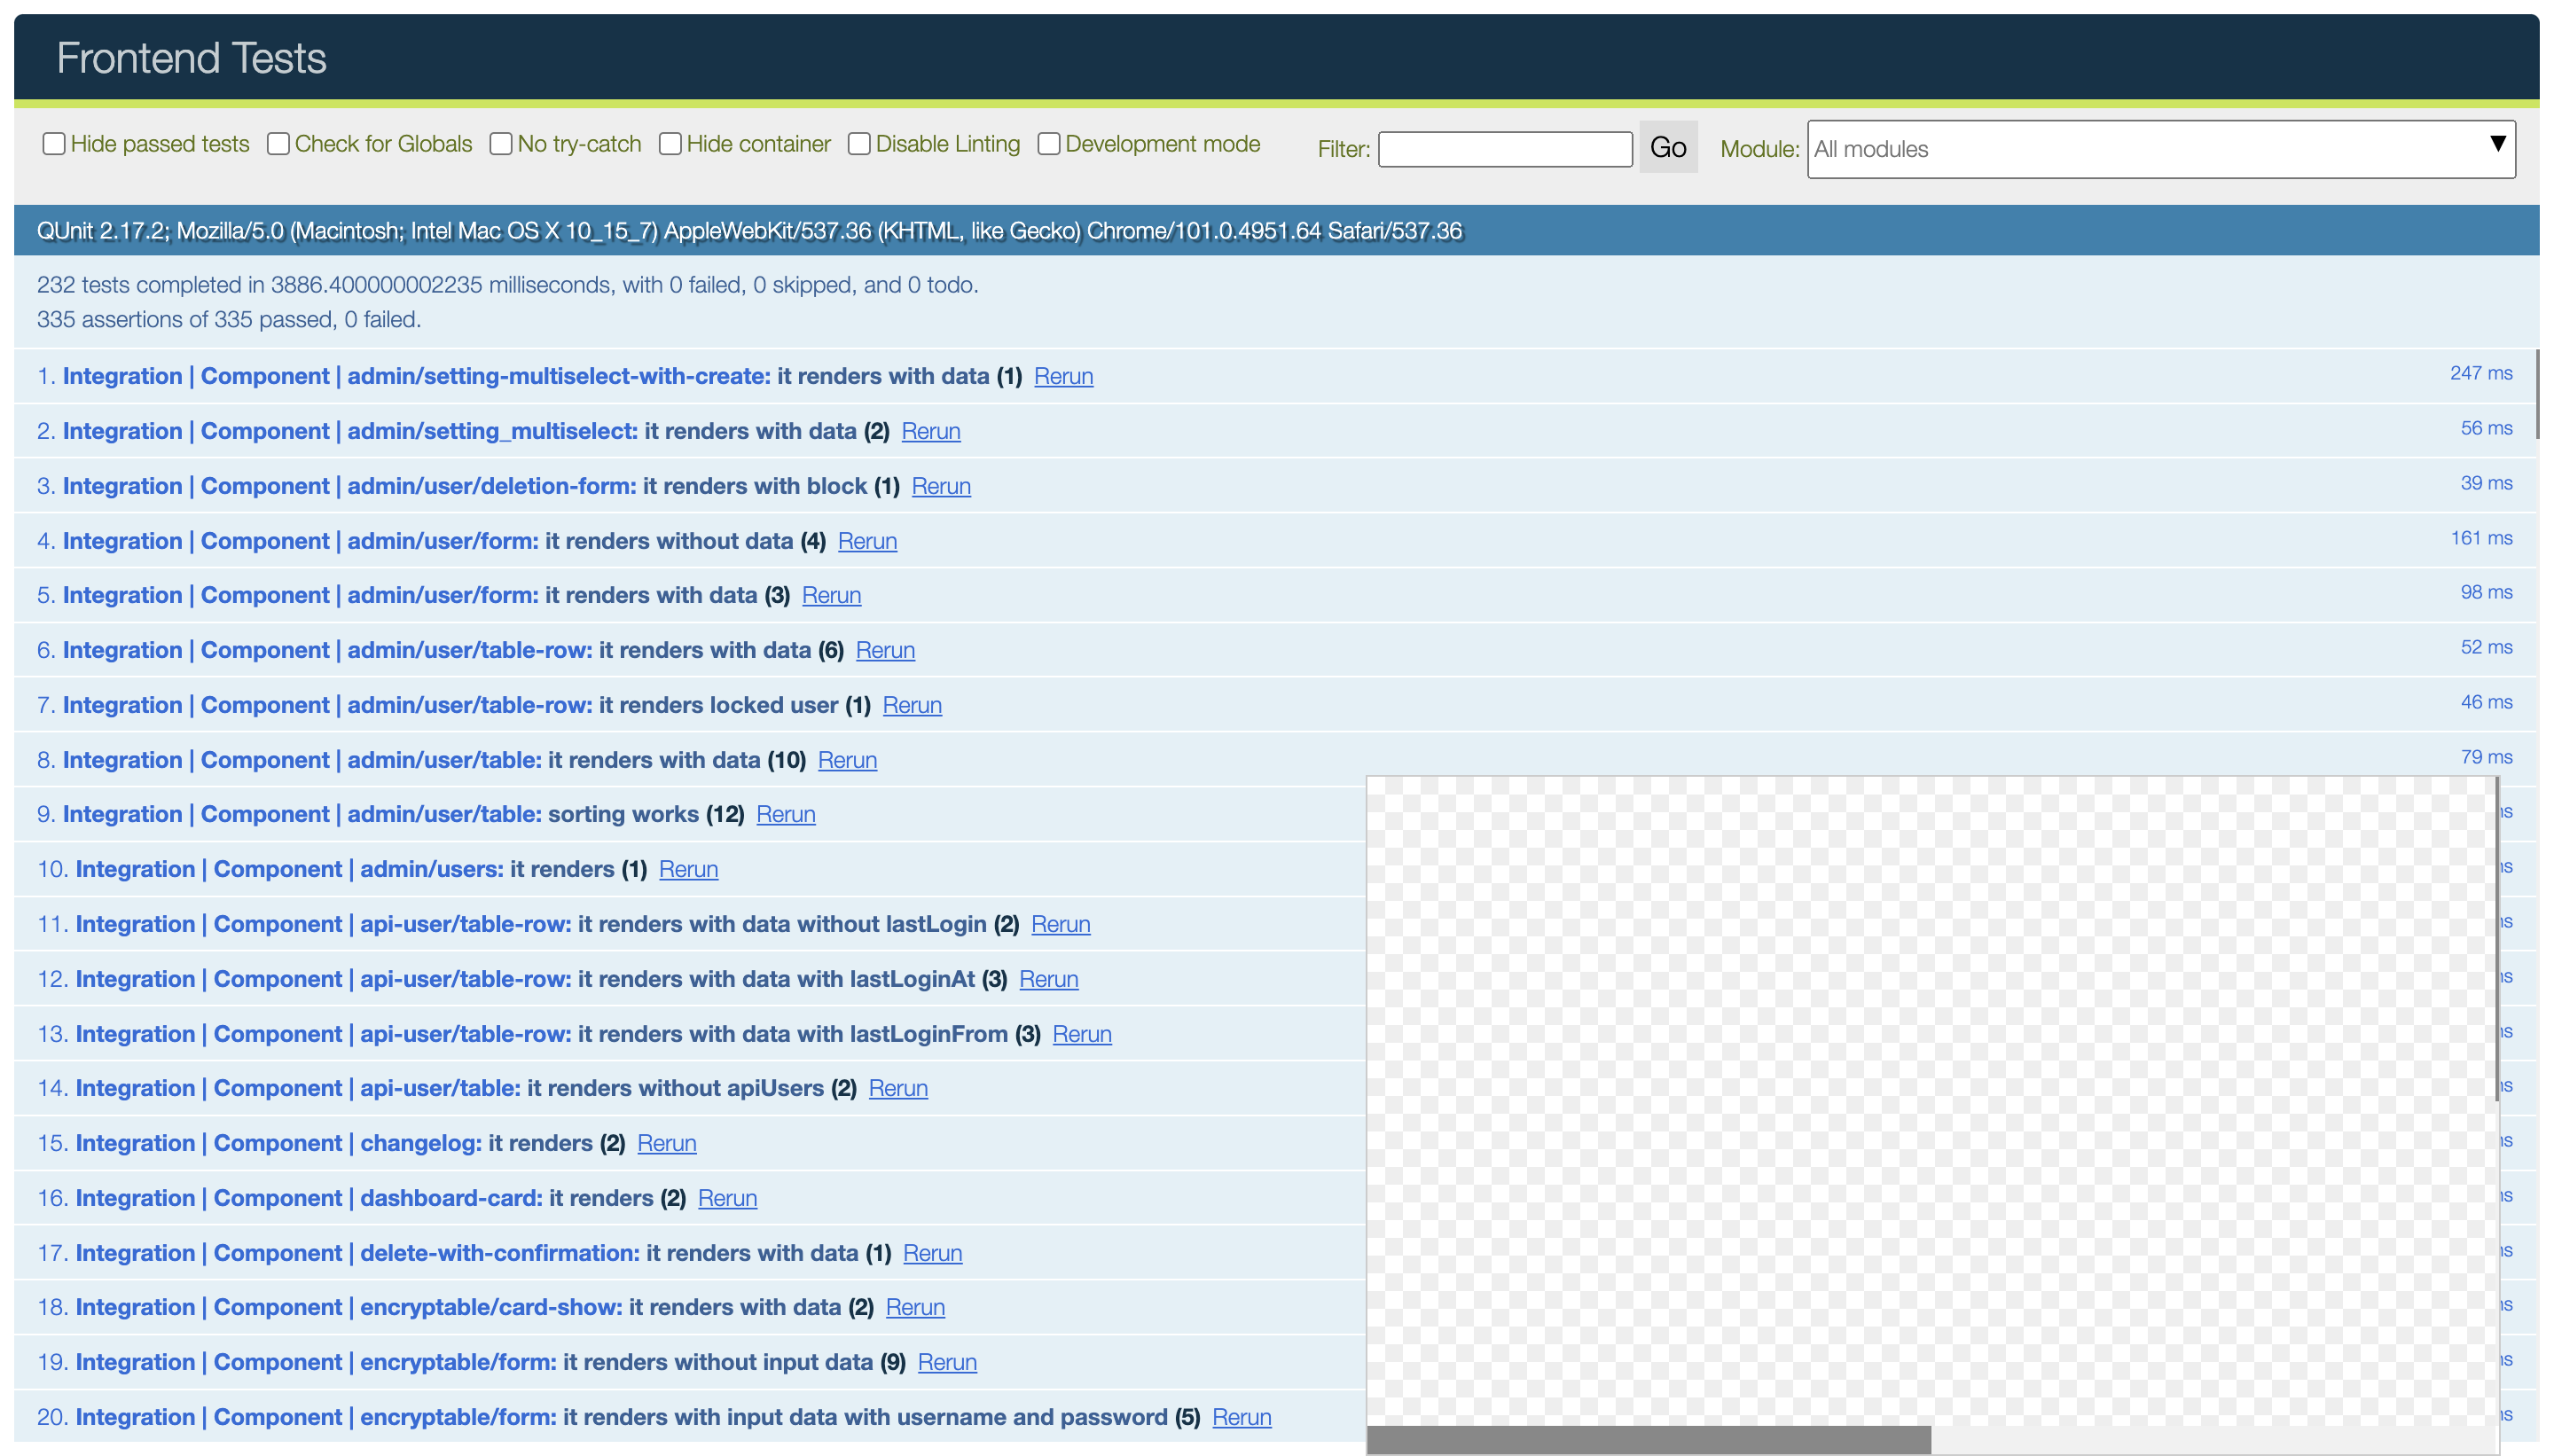 Frontend Tests
Hide passed tests Check for Globals No try-catch Hide container Disable Linting Development mode Filter: Go Module: All modules ▼
QUnit 2.17.2; Mozilla/5.0 (Macintosh; Intel Mac OS X 10_15_7) AppleWebKit/537.36 (KHTML, like Gecko) Chrome/101.0.4951.64 Safari/537.36
232 tests completed in 3886.400000002235 milliseconds, with 0 failed, 0 skipped, and 0 todo.
335 assertions of 335 passed, 0 failed.
1. Integration | Component | admin/setting-multiselect-with-create: it renders with data (1) Rerun 247 ms
2. Integration | Component | admin/setting_multiselect: it renders with data (2) Rerun 56 ms
3. Integration | Component | admin/user/deletion-form: it renders with block (1) Rerun 39 ms
4. Integration | Component | admin/user/form: it renders without data (4) Rerun 161 ms
5. Integration | Component | admin/user/form: it renders with data (3) Rerun 98 ms
6. Integration | Component | admin/user/table-row: it renders with data (6) Rerun 52 ms
7. Integration | Component | admin/user/table-row: it renders locked user (1) Rerun 46 ms
8. Integration | Component | admin/user/table: it renders with data (10) Rerun 79 ms
9. Integration | Component | admin/user/table: sorting works (12) Rerun
10. Integration | Component | admin/users: it renders (1) Rerun
11. Integration | Component | api-user/table-row: it renders with data without lastLogin (2) Rerun
12. Integration | Component | api-user/table-row: it renders with data with lastLoginAt (3) Rerun
13. Integration | Component | api-user/table-row: it renders with data with lastLoginFrom (3) Rerun
14. Integration | Component | api-user/table: it renders without apiUsers (2) Rerun
15. Integration | Component | changelog: it renders (2) Rerun
16. Integration | Component | dashboard-card: it renders (2) Rerun
17. Integration | Component | delete-with-confirmation: it renders with data (1) Rerun
18. Integration | Component | encryptable/card-show: it renders with data (2) Rerun
19. Integration | Component | encryptable/form: it renders without input data (9) Rerun
20. Integration | Component | encryptable/form: it renders with input data with username and password (5) Rerun